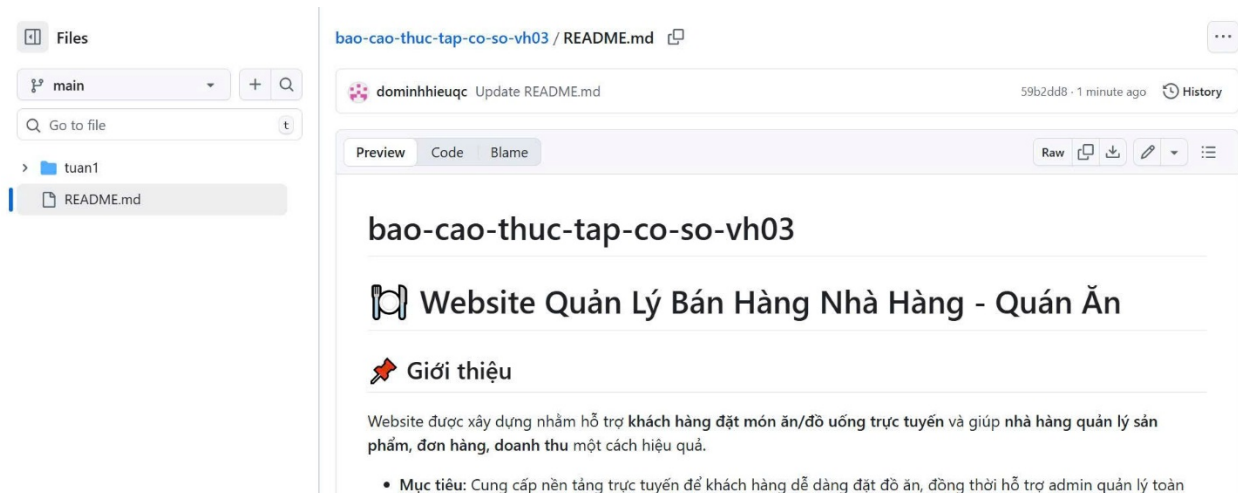 Files
main
Go to file
t
tuan1
README.md
bao-cao-thuc-tap-co-so-vh03 / README.md
dominhhieuqc Update README.md
59b2dd8 · 1 minute ago
History
Preview
Code
Blame
Raw
bao-cao-thuc-tap-co-so-vh03
Website Quản Lý Bán Hàng Nhà Hàng - Quán Ăn
Giới thiệu
Website được xây dựng nhằm hỗ trợ khách hàng đặt món ăn/đồ uống trực tuyến và giúp nhà hàng quản lý sản
phẩm, đơn hàng, doanh thu một cách hiệu quả.
• Mục tiêu: Cung cấp nền tảng trực tuyến để khách hàng dễ dàng đặt đồ ăn, đồng thời hỗ trợ admin quản lý toàn